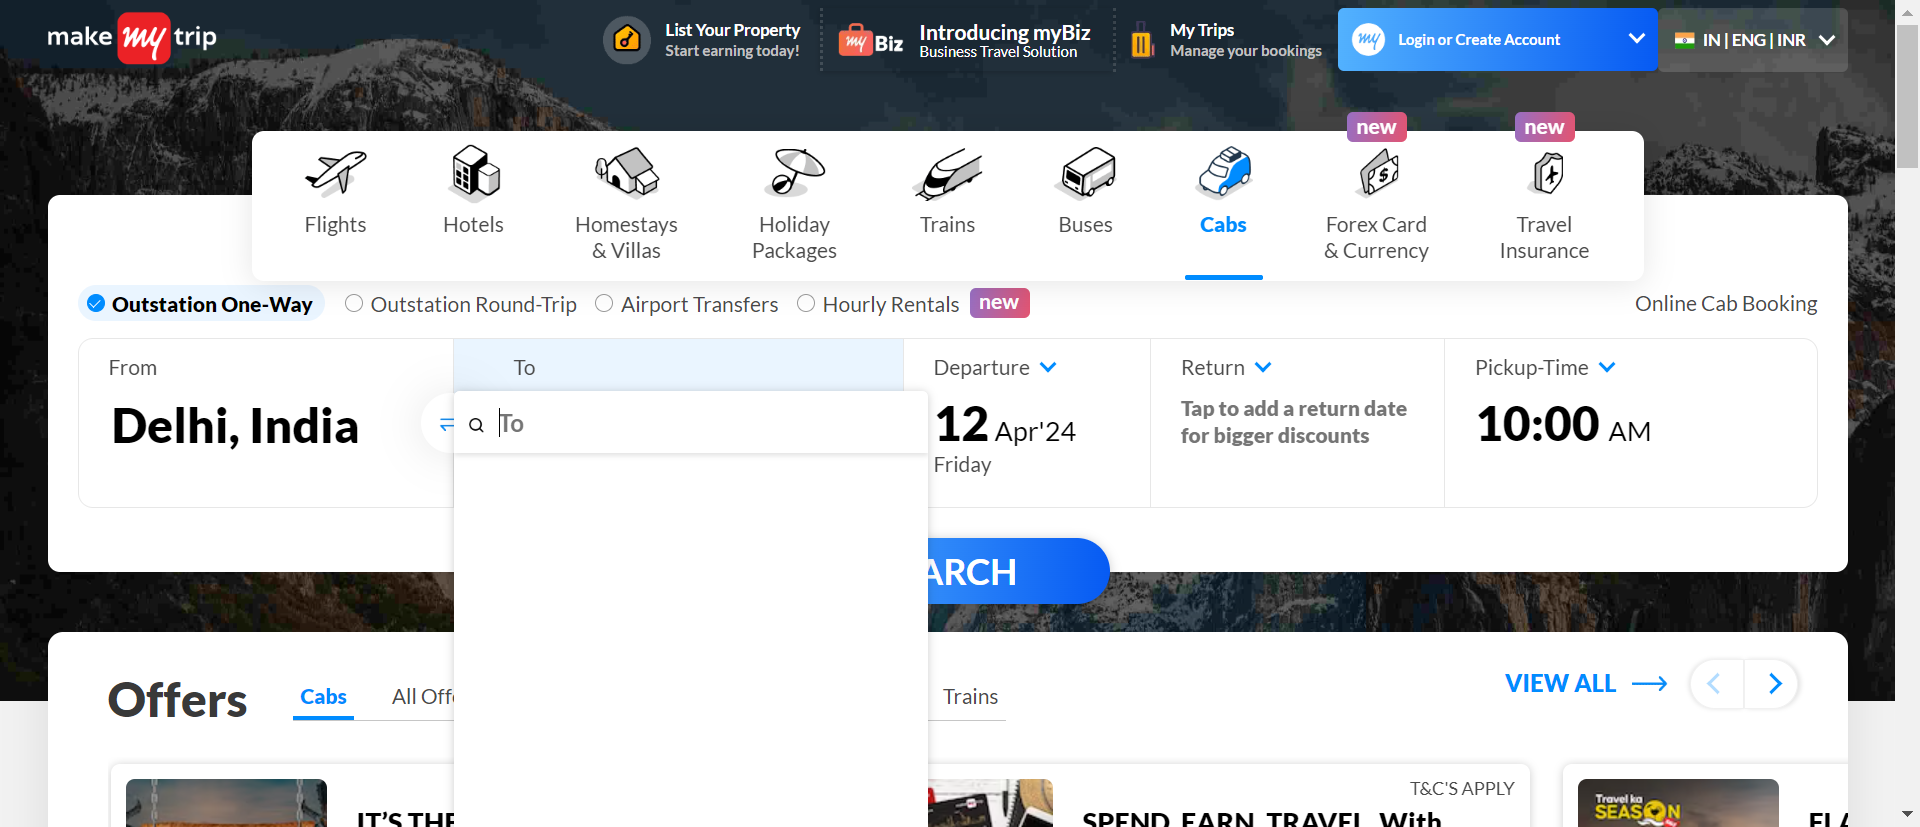 make my trip
List Your Property
Start earning today!
my Biz
Introducing myBiz
Business Travel Solution
My Trips
Manage your bookings
my
Login or Create Account
IN | ENG | INR
new
new
Flights
Hotels
Homestays
& Villas
Holiday
Packages
Trains
Buses
Cabs
Forex Card
& Currency
Travel
Insurance
Outstation One-Way
Outstation Round-Trip
Airport Transfers
Hourly Rentals
new
Online Cab Booking
From
To
Departure
Return
Pickup-Time
Delhi, India
To
12 Apr'24
Friday
Tap to add a return date
for bigger discounts
10:00 AM
ARCH
Offers
Cabs
All Off
Trains
VIEW ALL
T&C'S APPLY
IT'S THE
SPEND, EARN, TRAVEL, With
Travel ka
SEASON